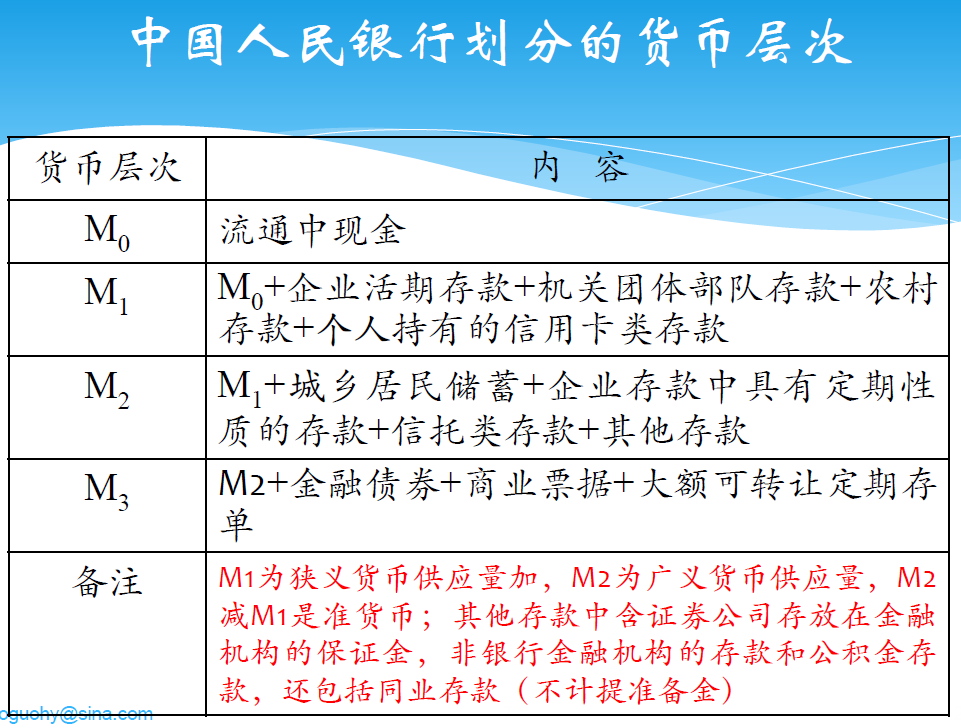 中国人民银行划分的货币层次
货币层次
内 容
M0
流通中现金
M1
M0+企业活期存款+机关团体部队存款+农村
存款+个人持有的信用卡类存款
M2
M1+城乡居民储蓄+企业存款中具有定期性
质的存款+信托类存款+其他存款
M3
M2+金融债券+商业票据+大额可转让定期存
单
备注
M1为狭义货币供应量加，M2为广义货币供应量，M2
减M1是准货币；其他存款中含证券公司存放在金融
机构的保证金，非银行金融机构的存款和公积金存
款，还包括同业存款（不计提准备金）
oguohy@sina.com